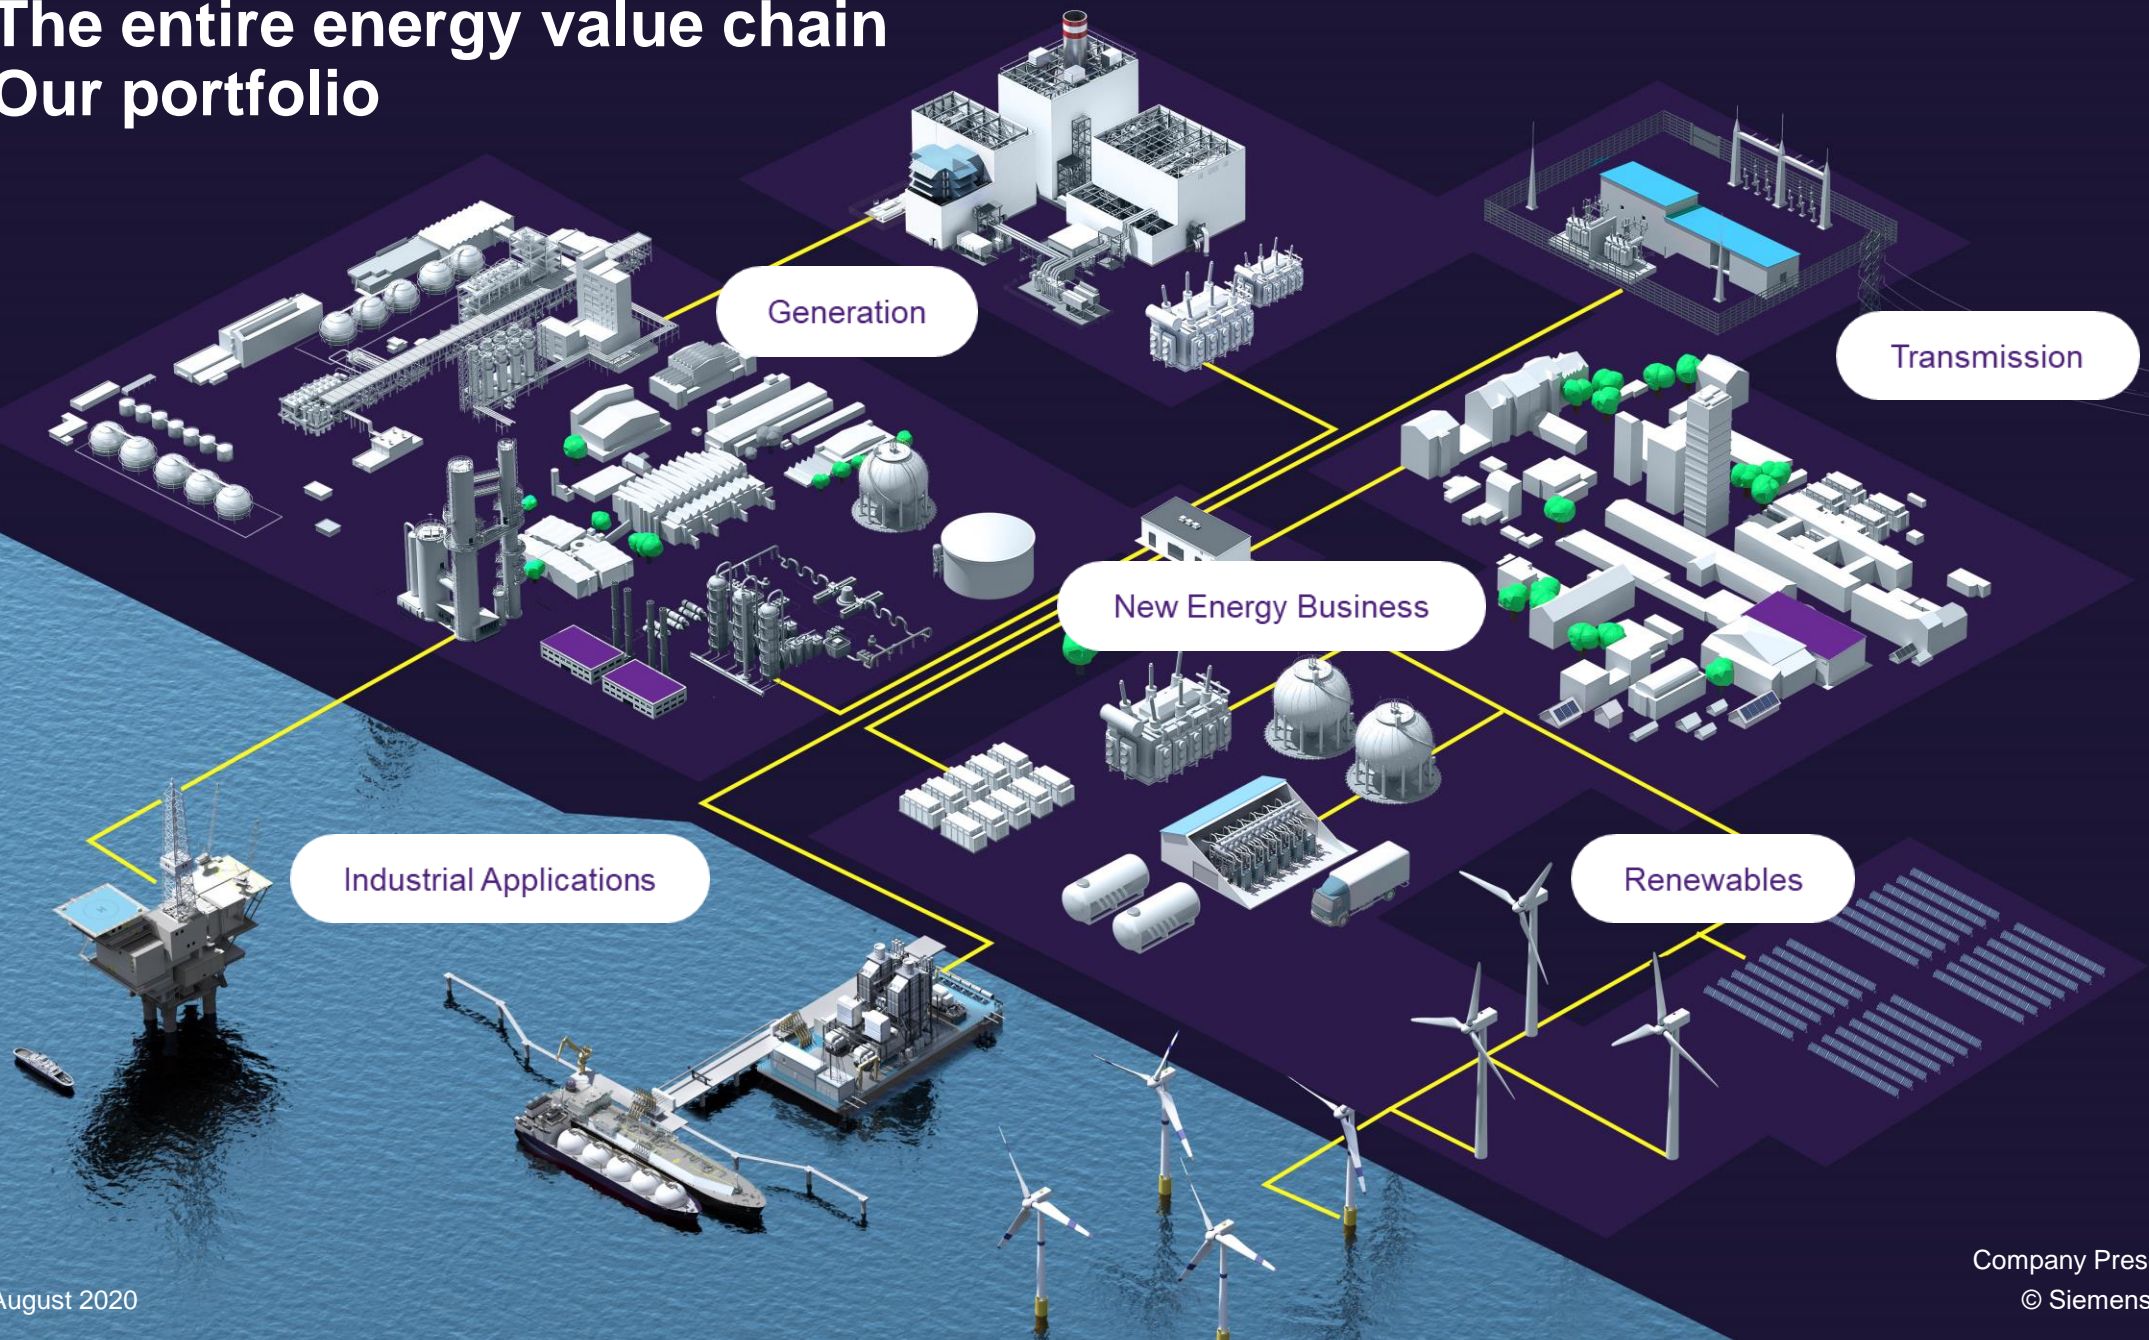 The entire energy value chain
Our portfolio
Generation
Transmission
New Energy Business
Industrial Applications
Renewables
Company Pres
August 2020
© Siemens